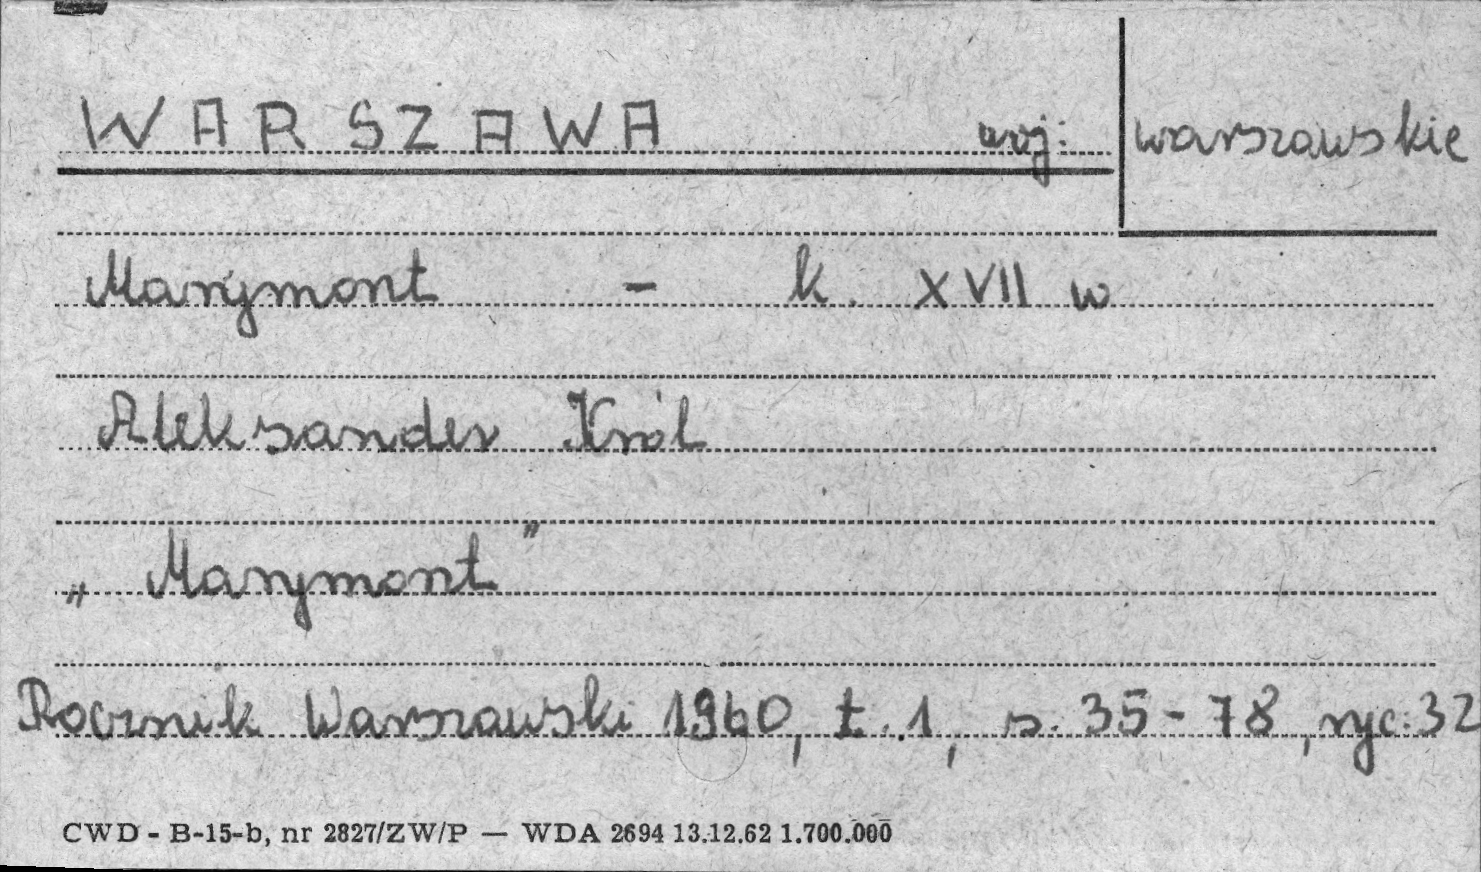 WARSZAWA woj: warszawskie
Marymont - k. XVII w
Aleksander Król
„Marymont"
Rocznik Warszawski 1960, t. 1, s. 35-78, ryc. 32
CWD - B-15-b, nr 2827/ZW/P — WDA 2694 13.12.62 1.700.000